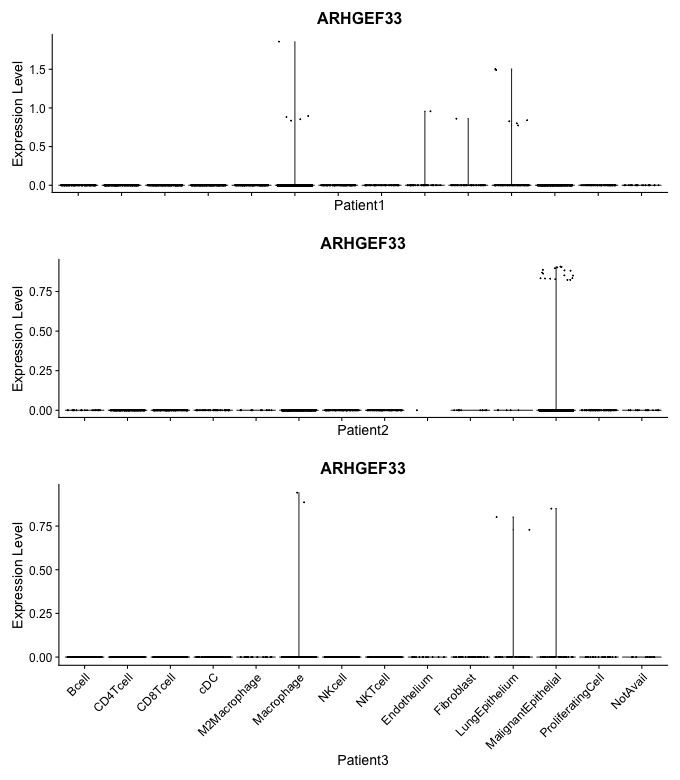 ARHGEF33
Expression Level
1.5
1.0
0.5
0.0
Patient1
ARHGEF33
Expression Level
0.75
0.50
0.25
0.00
Patient2
ARHGEF33
Expression Level
0.75
0.50
0.25
0.00
Bcell
CD4Tcell
CD8Tcell
cDC
M2Macrophage
Macrophage
NKcell
NKTcell
Endothelium
Fibroblast
LungEpithelium
MalignantEpithelial
ProliferatingCell
NotAvail
Patient3